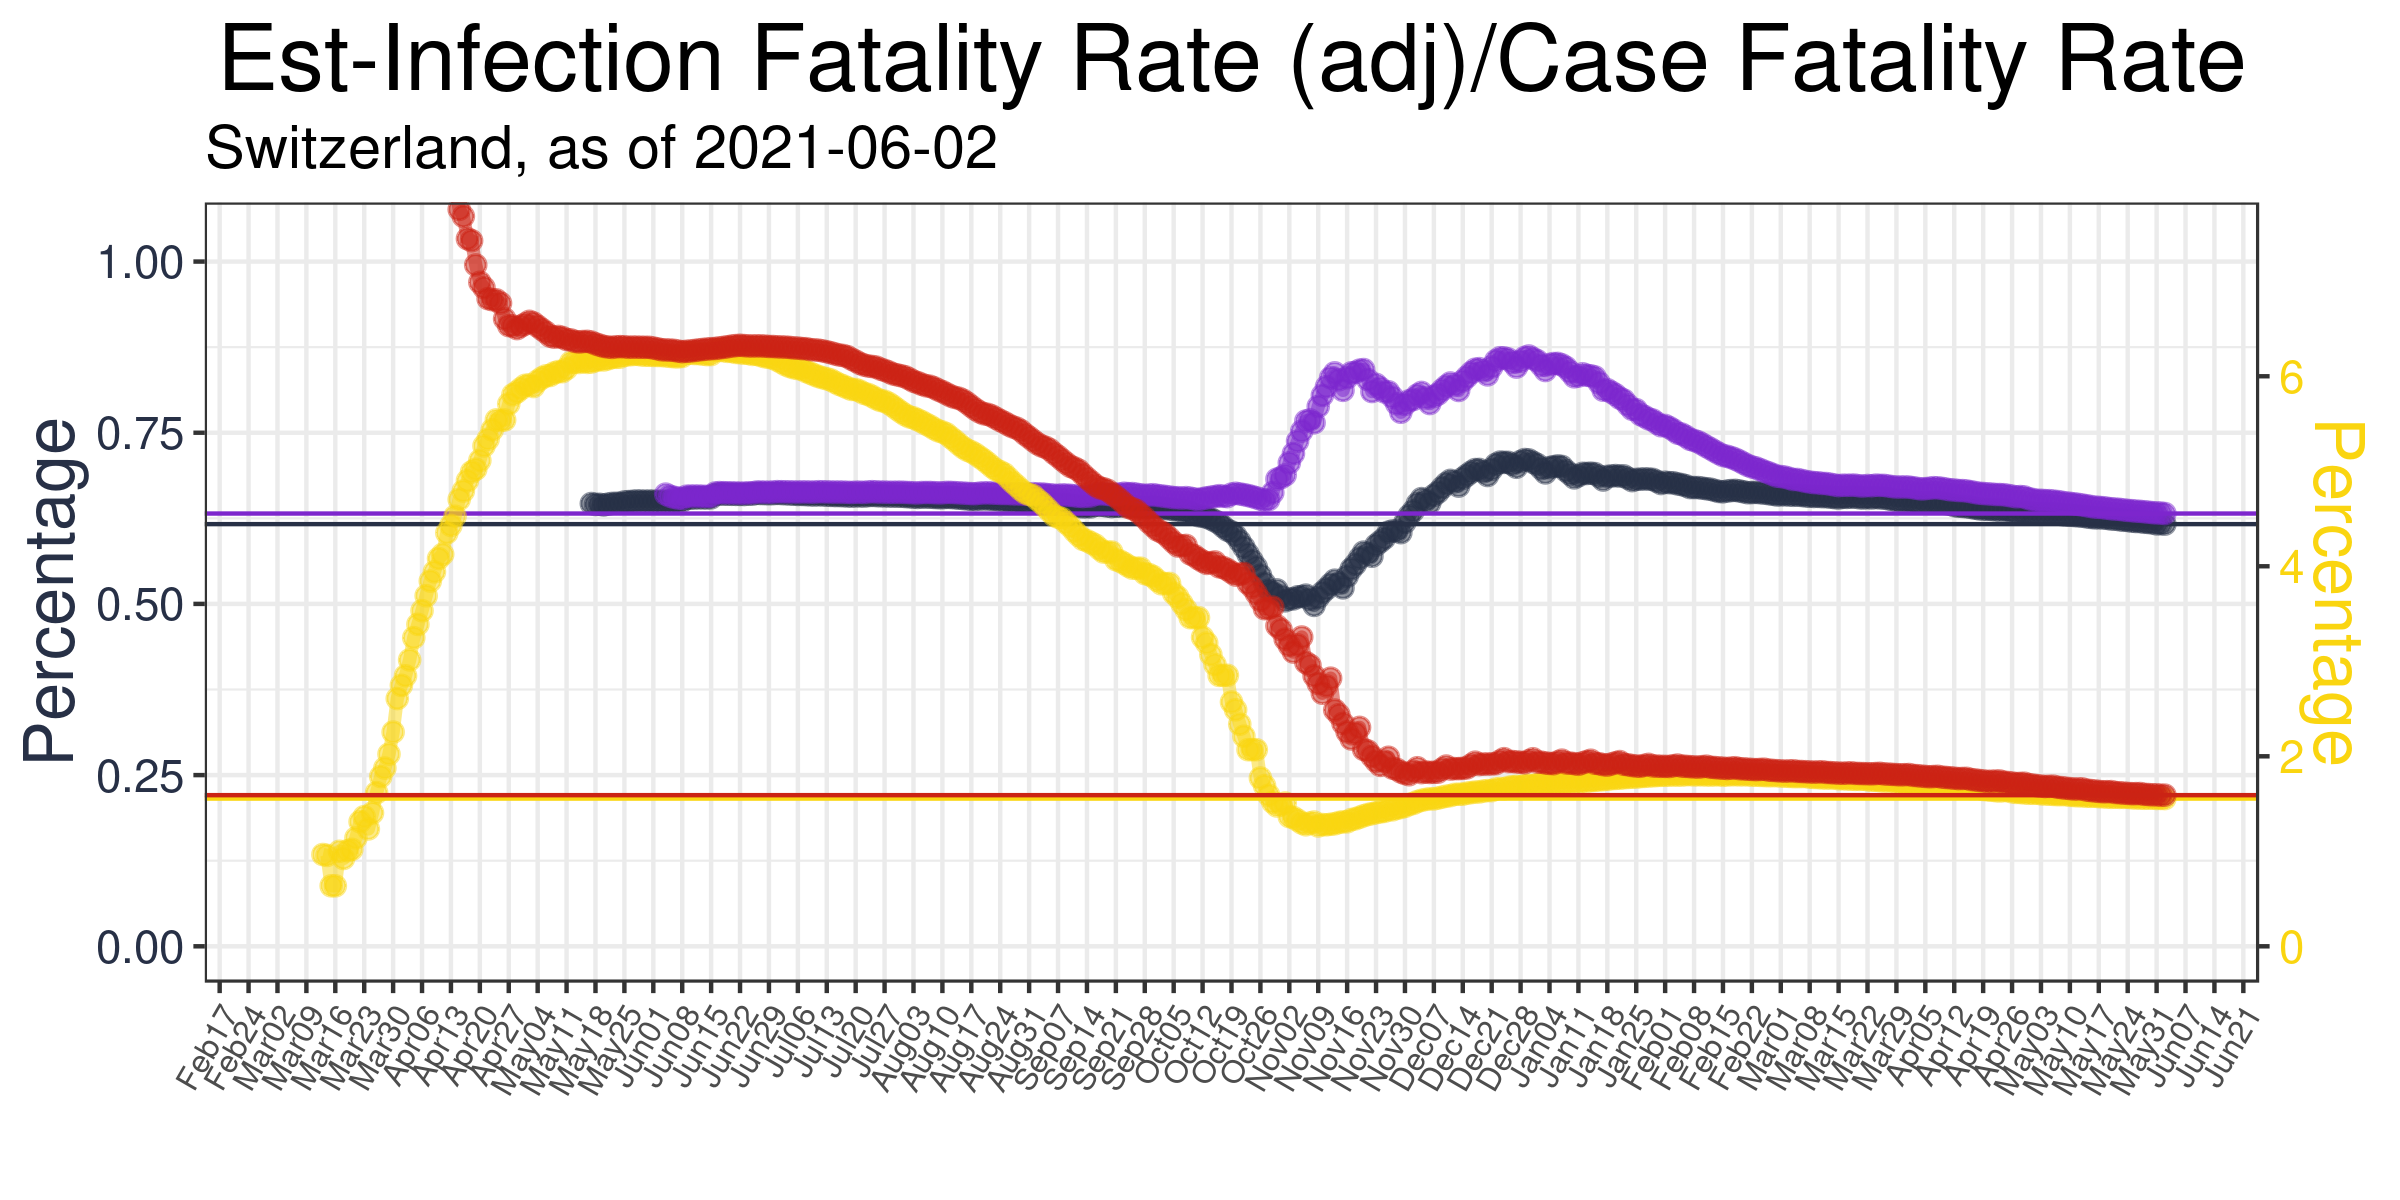 Est-Infection Fatality Rate (adj)/Case Fatality Rate
Switzerland, as of 2021-06-02
Percentage
1.00
0.75
0.50
0.25
0.00
6
4
2
0
Percentage
Feb17
Feb24
Mar02
Mar09
Mar16
Mar23
Mar30
Apr06
Apr13
Apr20
Apr27
May04
May11
May18
May25
Jun01
Jun08
Jun15
Jun22
Jun29
Jul06
Jul13
Jul20
Jul27
Aug03
Aug10
Aug17
Aug24
Aug31
Sep07
Sep14
Sep21
Sep28
Oct05
Oct12
Oct19
Oct26
Nov02
Nov09
Nov16
Nov23
Nov30
Dec07
Dec14
Dec21
Dec28
Jan04
Jan11
Jan18
Jan25
Feb01
Feb08
Feb15
Feb22
Mar01
Mar08
Mar15
Mar22
Mar29
Apr05
Apr12
Apr19
Apr26
May03
May10
May17
May24
May31
Jun07
Jun14
Jun21